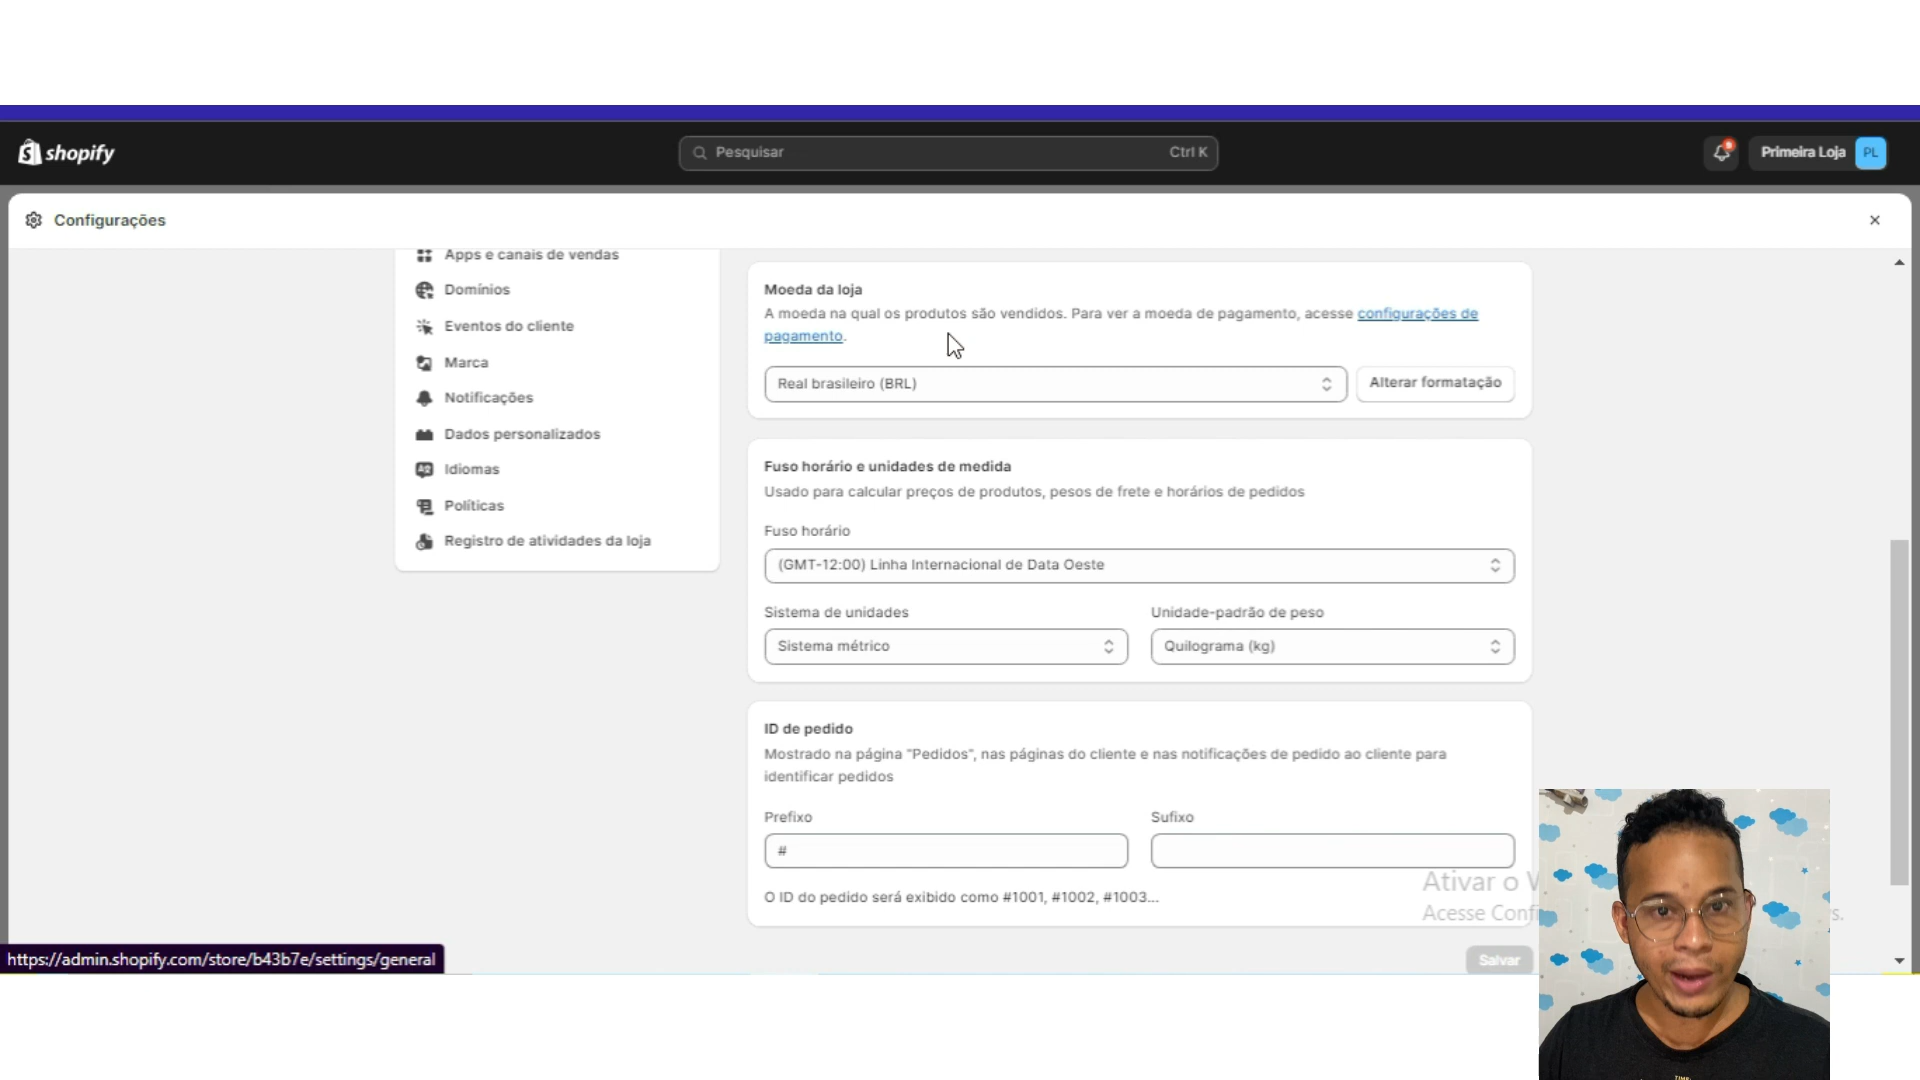 shopify
Pesquisar
Ctrl K
Primeira Loja
PL
Configurações
Apps e canais de vendas
Domínios
Eventos do cliente
Marca
Notificações
Dados personalizados
Idiomas
Políticas
Registro de atividades da loja
Moeda da loja
A moeda na qual os produtos são vendidos. Para ver a moeda de pagamento, acesse configurações de
pagamento.
Real brasileiro (BRL)
Alterar formatação
Fuso horário e unidades de medida
Usado para calcular preços de produtos, pesos de frete e horários de pedidos
Fuso horário
(GMT-12:00) Linha Internacional de Data Oeste
Sistema de unidades
Unidade-padrão de peso
Sistema métrico
Quilograma (kg)
ID de pedido
Mostrado na página "Pedidos", nas páginas do cliente e nas notificações de pedido ao cliente para
identificar pedidos
Prefixo
Sufixo
#
O ID do pedido será exibido como #1001, #1002, #1003...
Ativar o
Acesse
Salvar
https://admin.shopify.com/store/b43b7e/settings/general